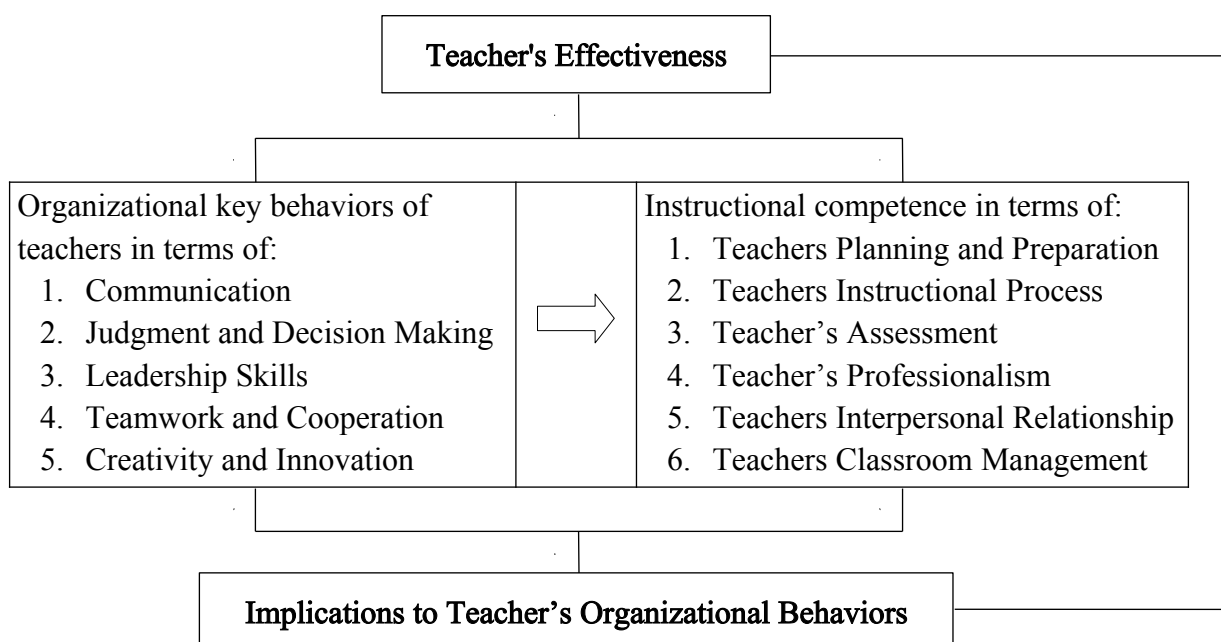 Teacher's Effectiveness
Organizational key behaviors of
teachers in terms of:
1. Communication
2. Judgment and Decision Making
3. Leadership Skills
4. Teamwork and Cooperation
5. Creativity and Innovation
Instructional competence in terms of:
1. Teachers Planning and Preparation
2. Teachers Instructional Process
3. Teacher’s Assessment
4. Teacher’s Professionalism
5. Teachers Interpersonal Relationship
6. Teachers Classroom Management
Implications to Teacher’s Organizational Behaviors